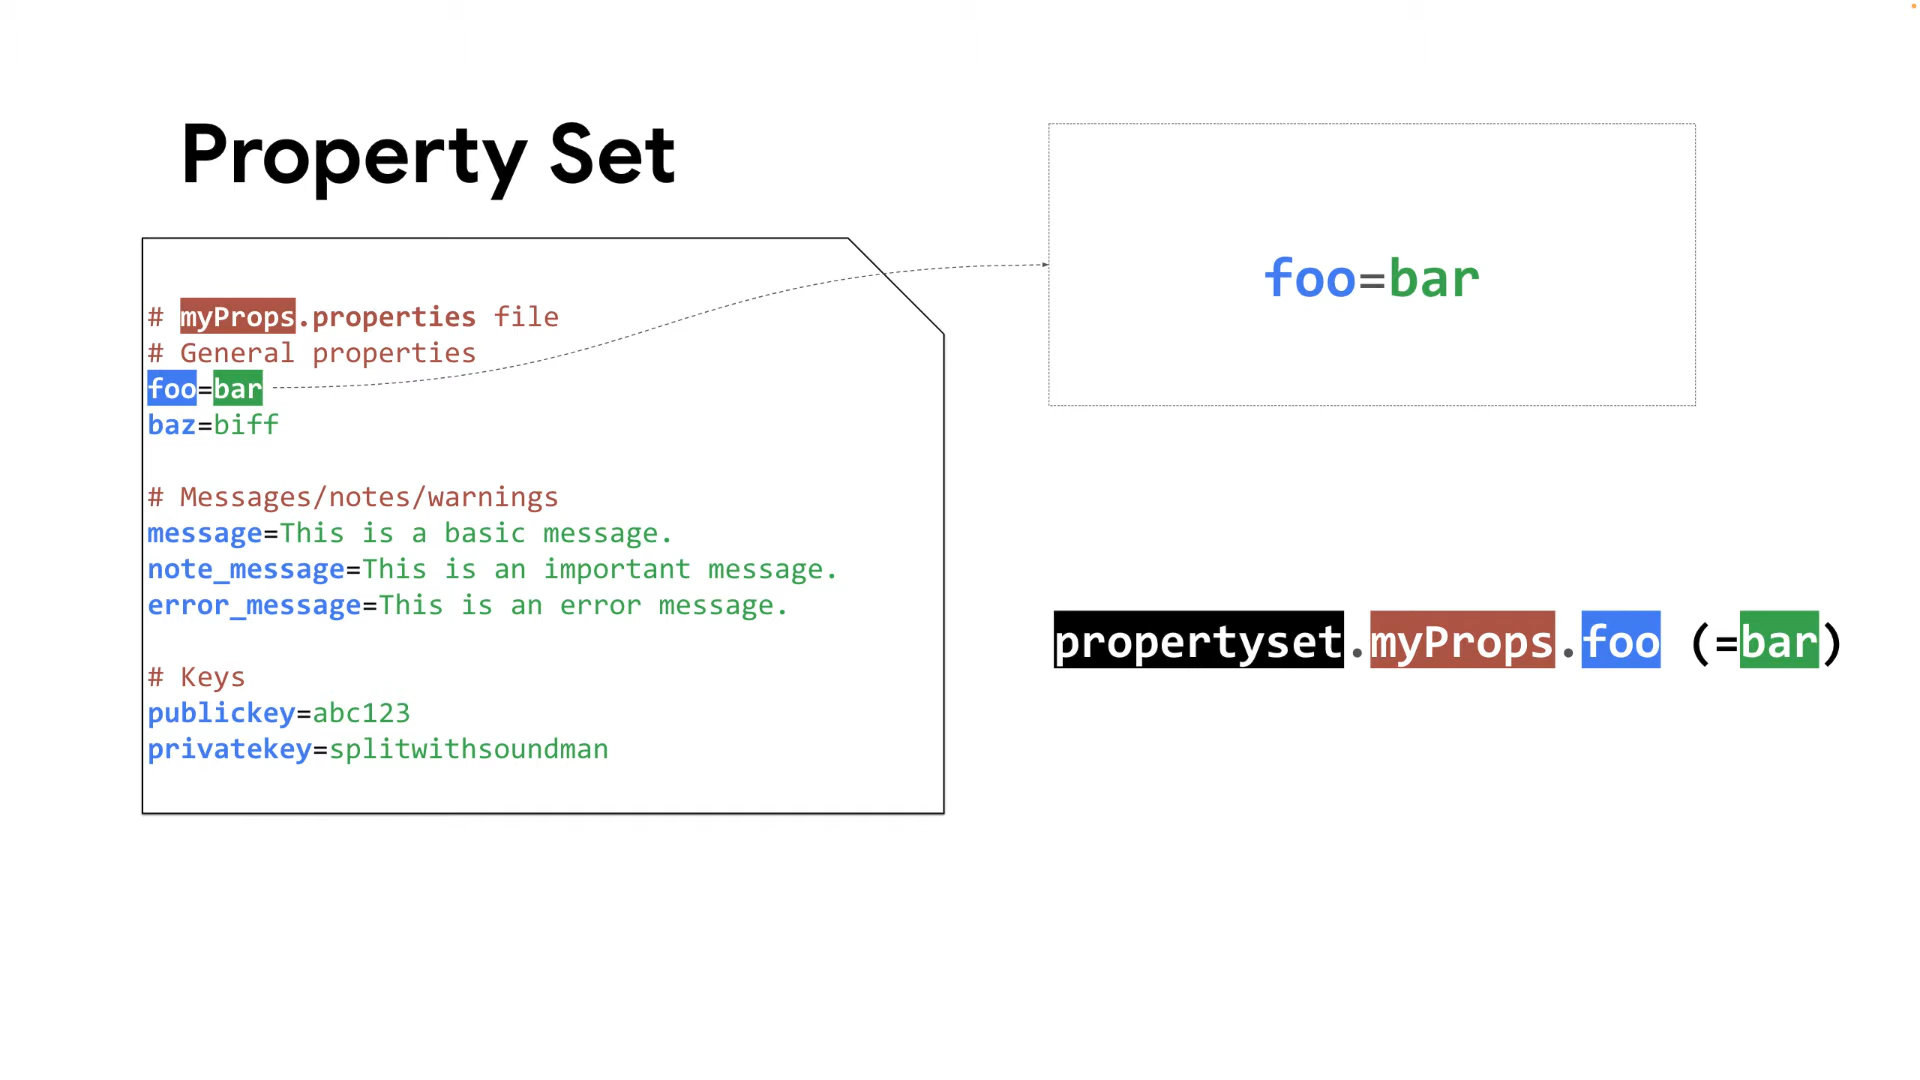 Property Set
# myProps.properties file
# General properties
foo=bar
baz=biff
# Messages/notes/warnings
message=This is a basic message.
note_message=This is an important message.
error_message=This is an error message.
# Keys
publickey=abc123
privatekey=splitwithsoundman
foo=bar
propertyset.myProps.foo (=bar)